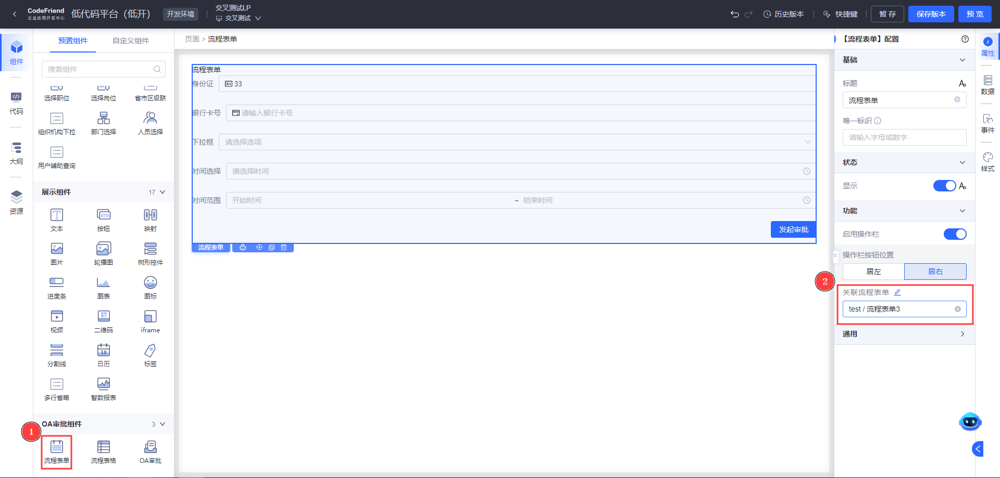 CodeFriend
企业应用开发中心
低代码平台（低开）
开发环境
交叉测试LP
交叉测试
历史版本
快捷键
暂 存
保存版本
预 览
组件
代码
大纲
资源
预置组件
自定义组件
搜索组件
选择职位
选择岗位
省市区级联
组织机构下拉
部门选择
人员选择
用户辅助查询
展示组件
17
文本
BTN
按钮
映射
图片
轮播图
树形控件
进度条
图表
图标
视频
二维码
iframe
分割线
18
日历
标签
多行省略
智数报表
OA审批组件
3
1
流程表单
流程表格
OA审批
页面 > 流程表单
流程表单
身份证
33
银行卡号
请输入银行卡号
下拉框
请选择选项
时间选择
请选择时间
时间范围
开始时间
~
结束时间
发起审批
流程表单
2
【流程表单】配置
基础
标题
流程表单
唯一标识
请输入字母或数字
状态
显示
功能
启用操作栏
操作栏按钮位置
居左
居右
关联流程表单
test / 流程表单3
通用
属性
数据
事件
样式